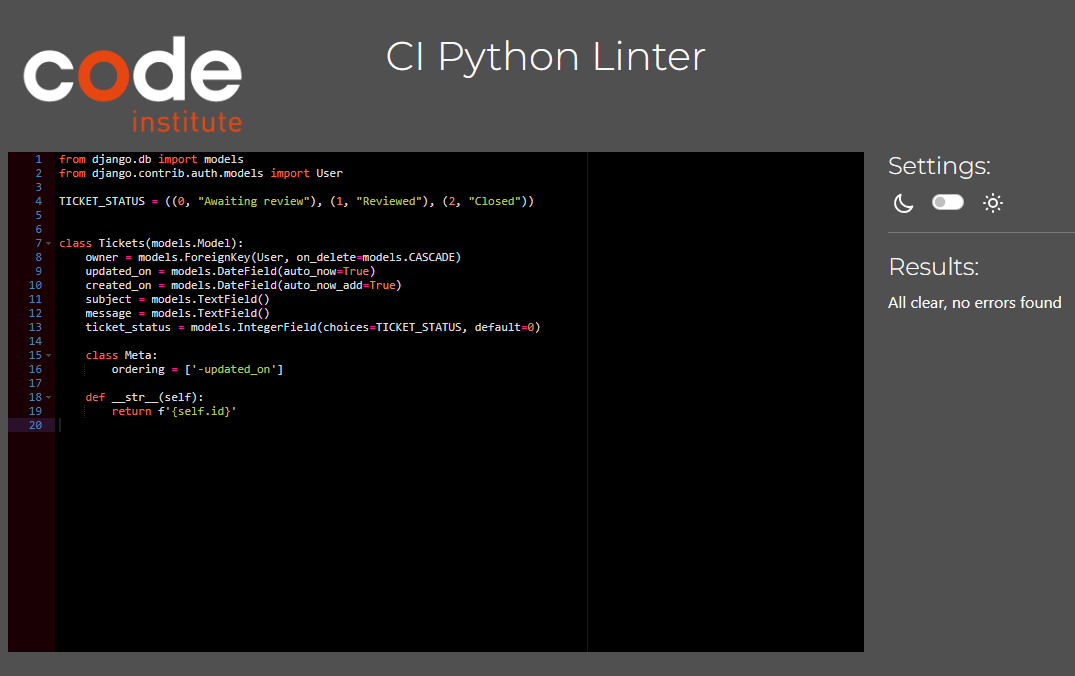 code
institute
CI Python Linter
1 from django.db import models
2 from django.contrib.auth.models import User
3
4 TICKET_STATUS = ((0, "Awaiting review"), (1, "Reviewed"), (2, "Closed"))
5
6
7 class Tickets(models.Model):
8     owner = models.ForeignKey(User, on_delete=models.CASCADE)
9     updated_on = models.DateField(auto_now=True)
10     created_on = models.DateField(auto_now_add=True)
11     subject = models.TextField()
12     message = models.TextField()
13     ticket_status = models.IntegerField(choices=TICKET_STATUS, default=0)
14
15     class Meta:
16         ordering = ['-updated_on']
17
18     def __str__(self):
19         return f'{self.id}'
20
Settings:
Results:
All clear, no errors found